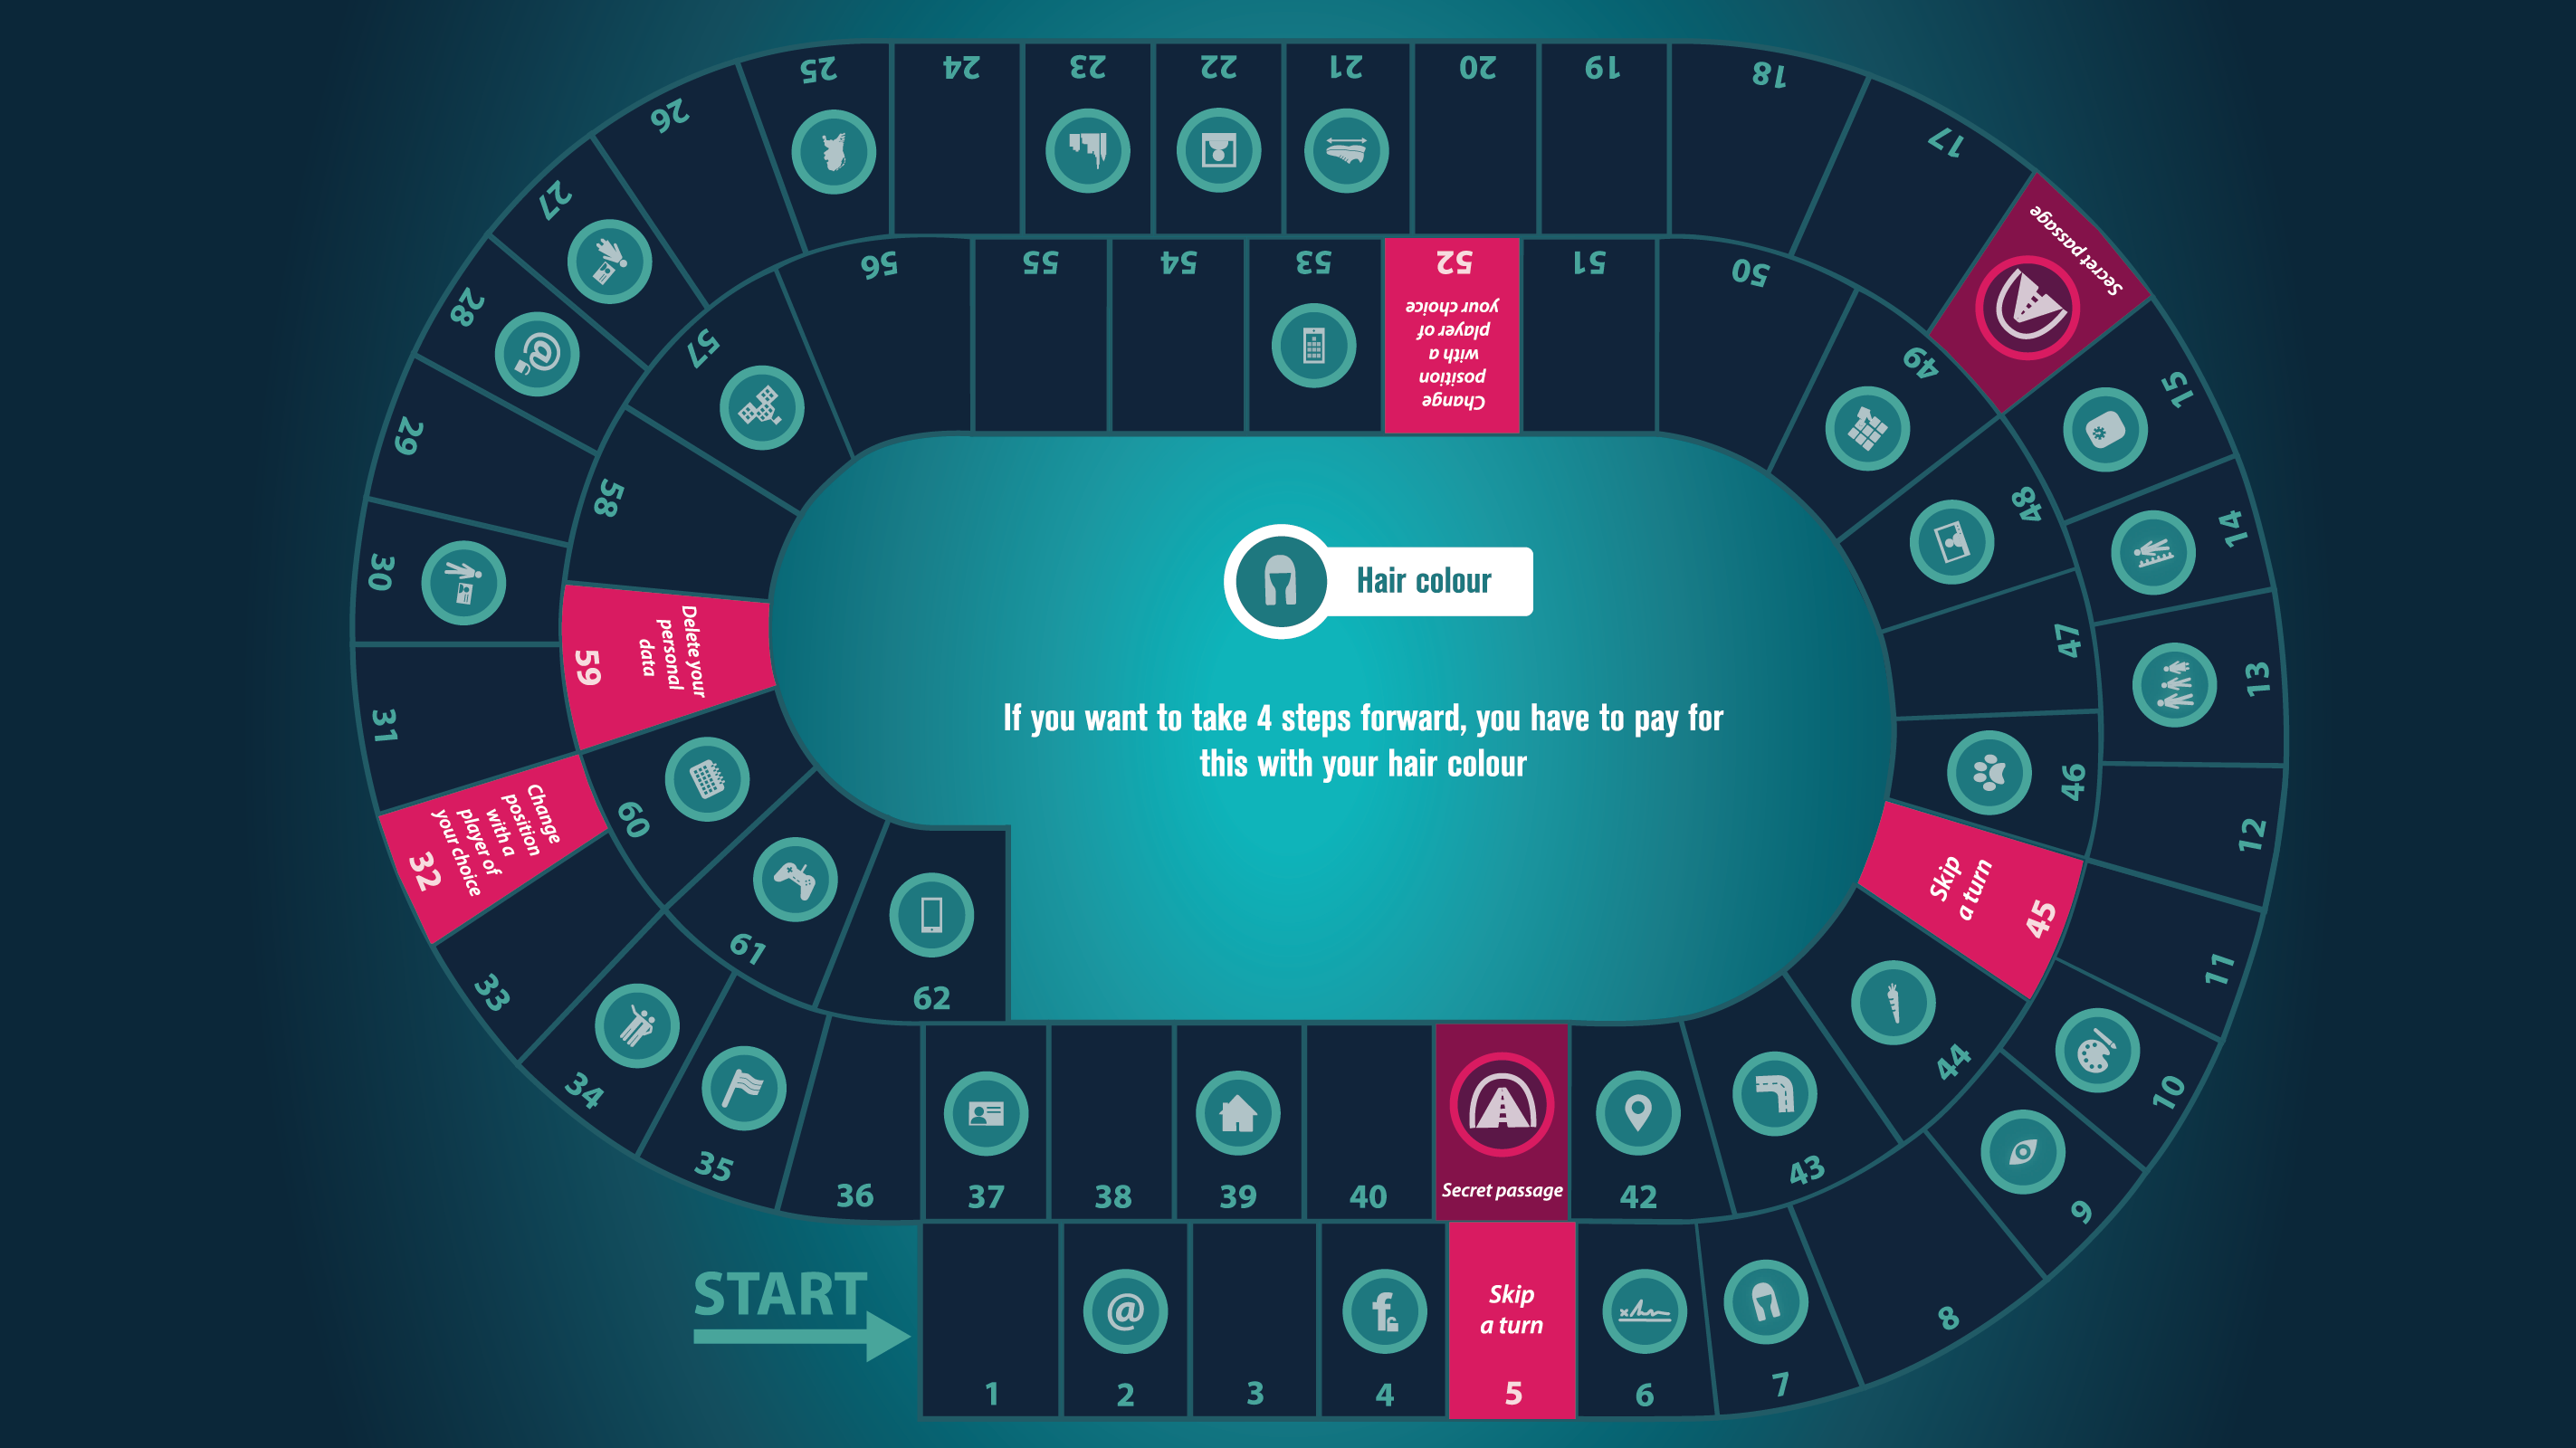 Hair colour
If you want to take 4 steps forward, you have to pay for
this with your hair colour
START
1
2
@
3
4
f
Skip
a turn
5
6
x
7
8
9
10
11
12
13
14
15
Secret passage
17
18
19
20
21
22
23
24
25
26
27
28
@
29
30
31
Change
position
with a
player of
your choice
32
33
34
35
36
37
38
39
40
Secret passage
42
43
44
Skip
a turn
45
46
47
48
49
50
51
52
Change
position
with a
player of
your choice
53
54
55
56
57
58
Delete your
personal
data
59
60
61
62